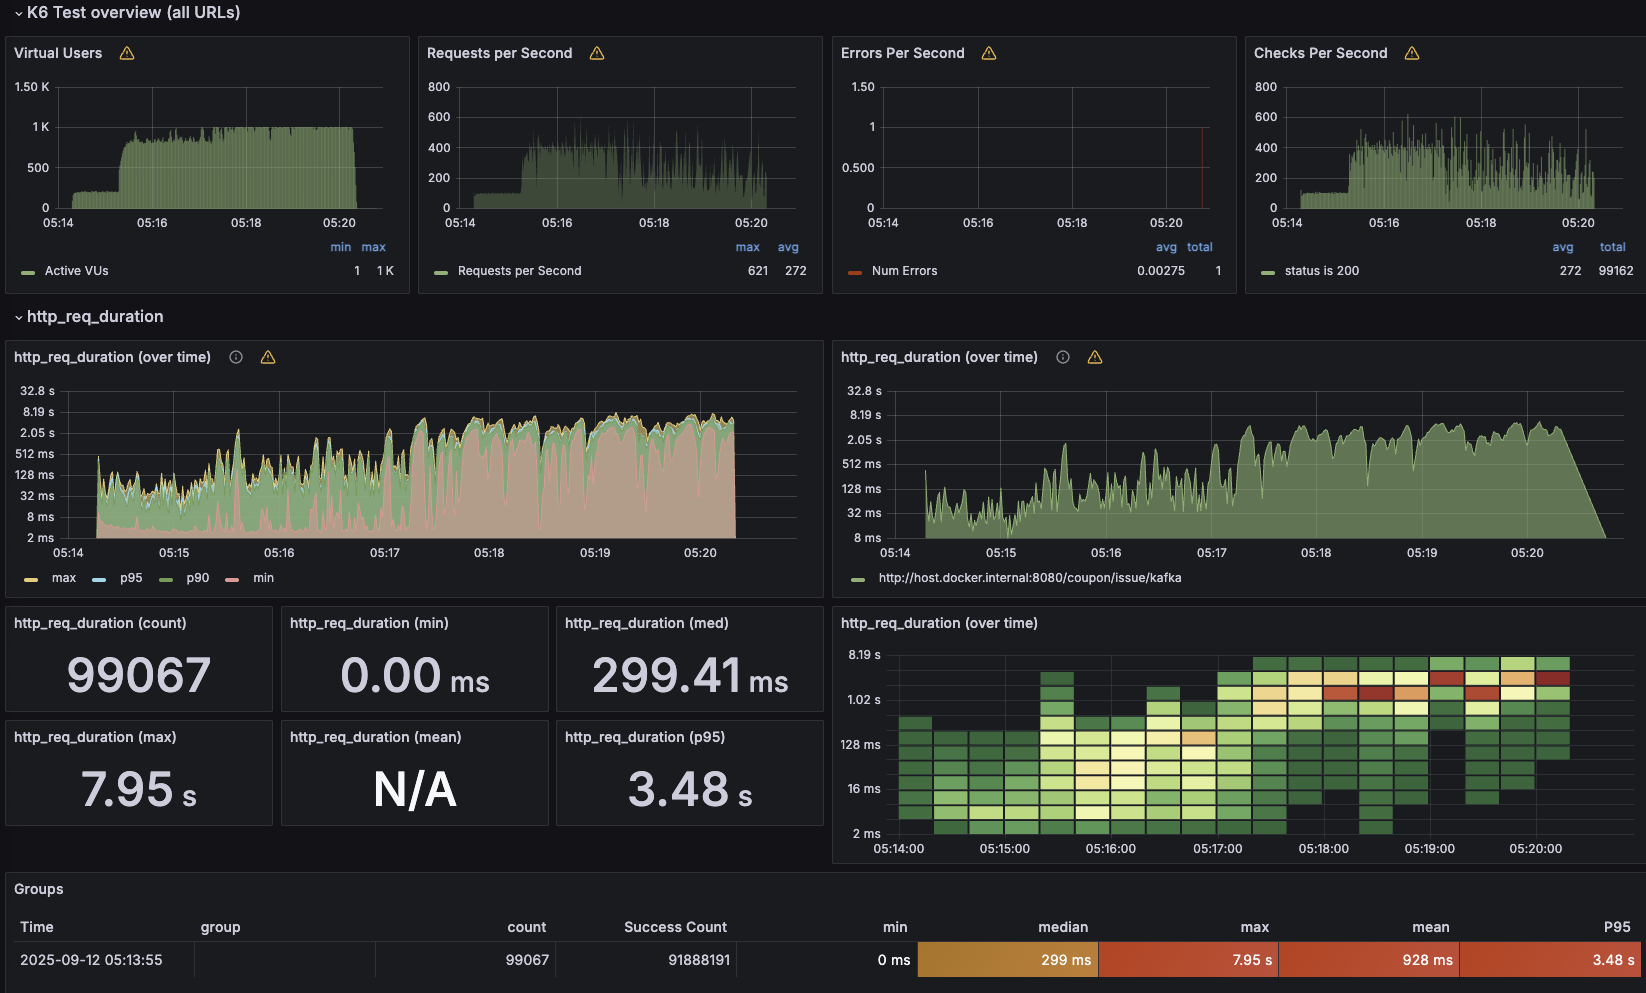 K6 Test overview (all URLs)
Virtual Users
1.50 K
1 K
500
0
05:14 05:16 05:18 05:20
min max
Active VUs 1 1 K
Requests per Second
800
600
400
200
0
05:14 05:16 05:18 05:20
max avg
Requests per Second 621 272
Errors Per Second
1.50
1
0.500
0
05:14 05:16 05:18 05:20
avg total
Num Errors 0.00275 1
Checks Per Second
800
600
400
200
0
05:14 05:16 05:18 05:20
avg total
status is 200 272 99162
http_req_duration
http_req_duration (over time)
32.8 s
8.19 s
2.05 s
512 ms
128 ms
32 ms
8 ms
2 ms
05:14 05:15 05:16 05:17 05:18 05:19 05:20
max p95 p90 min
http_req_duration (over time)
32.8 s
8.19 s
2.05 s
512 ms
128 ms
32 ms
8 ms
05:14 05:15 05:16 05:17 05:18 05:19 05:20
http://host.docker.internal:8080/coupon/issue/kafka
http_req_duration (count)
99067
http_req_duration (min)
0.00 ms
http_req_duration (med)
299.41 ms
http_req_duration (max)
7.95 s
http_req_duration (mean)
N/A
http_req_duration (p95)
3.48 s
http_req_duration (over time)
8.19 s
1.02 s
128 ms
16 ms
2 ms
05:14:00 05:15:00 05:16:00 05:17:00 05:18:00 05:19:00 05:20:00
Groups
Time group count Success Count min median max mean P95
2025-09-12 05:13:55 99067 91888191 0 ms 299 ms 7.95 s 928 ms 3.48 s